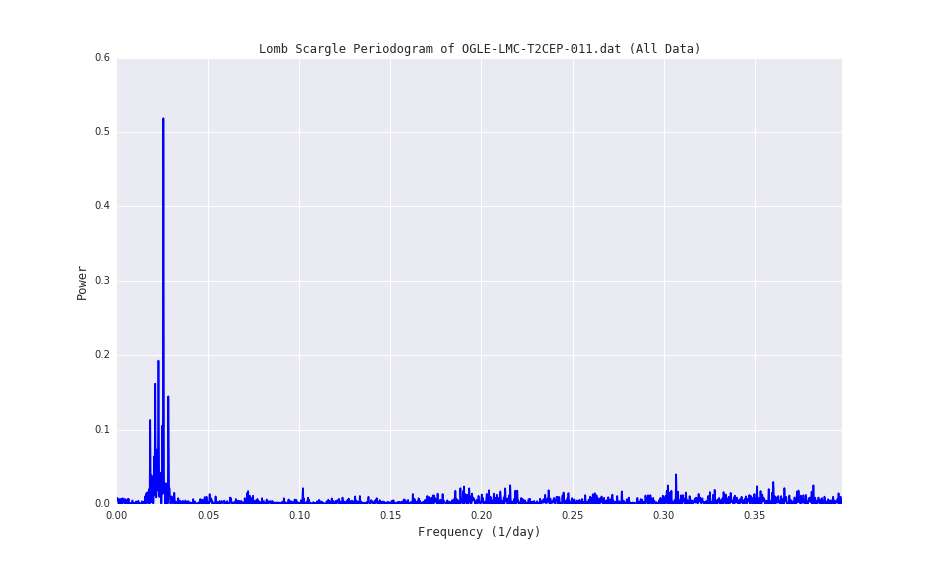 Lomb Scargle Periodogram of OGLE-LMC-T2CEP-011.dat (All Data)
0.6
0.5
0.4
0.3
0.2
0.1
0.0
Power
0.00 0.05 0.10 0.15 0.20 0.25 0.30 0.35
Frequency (1/day)